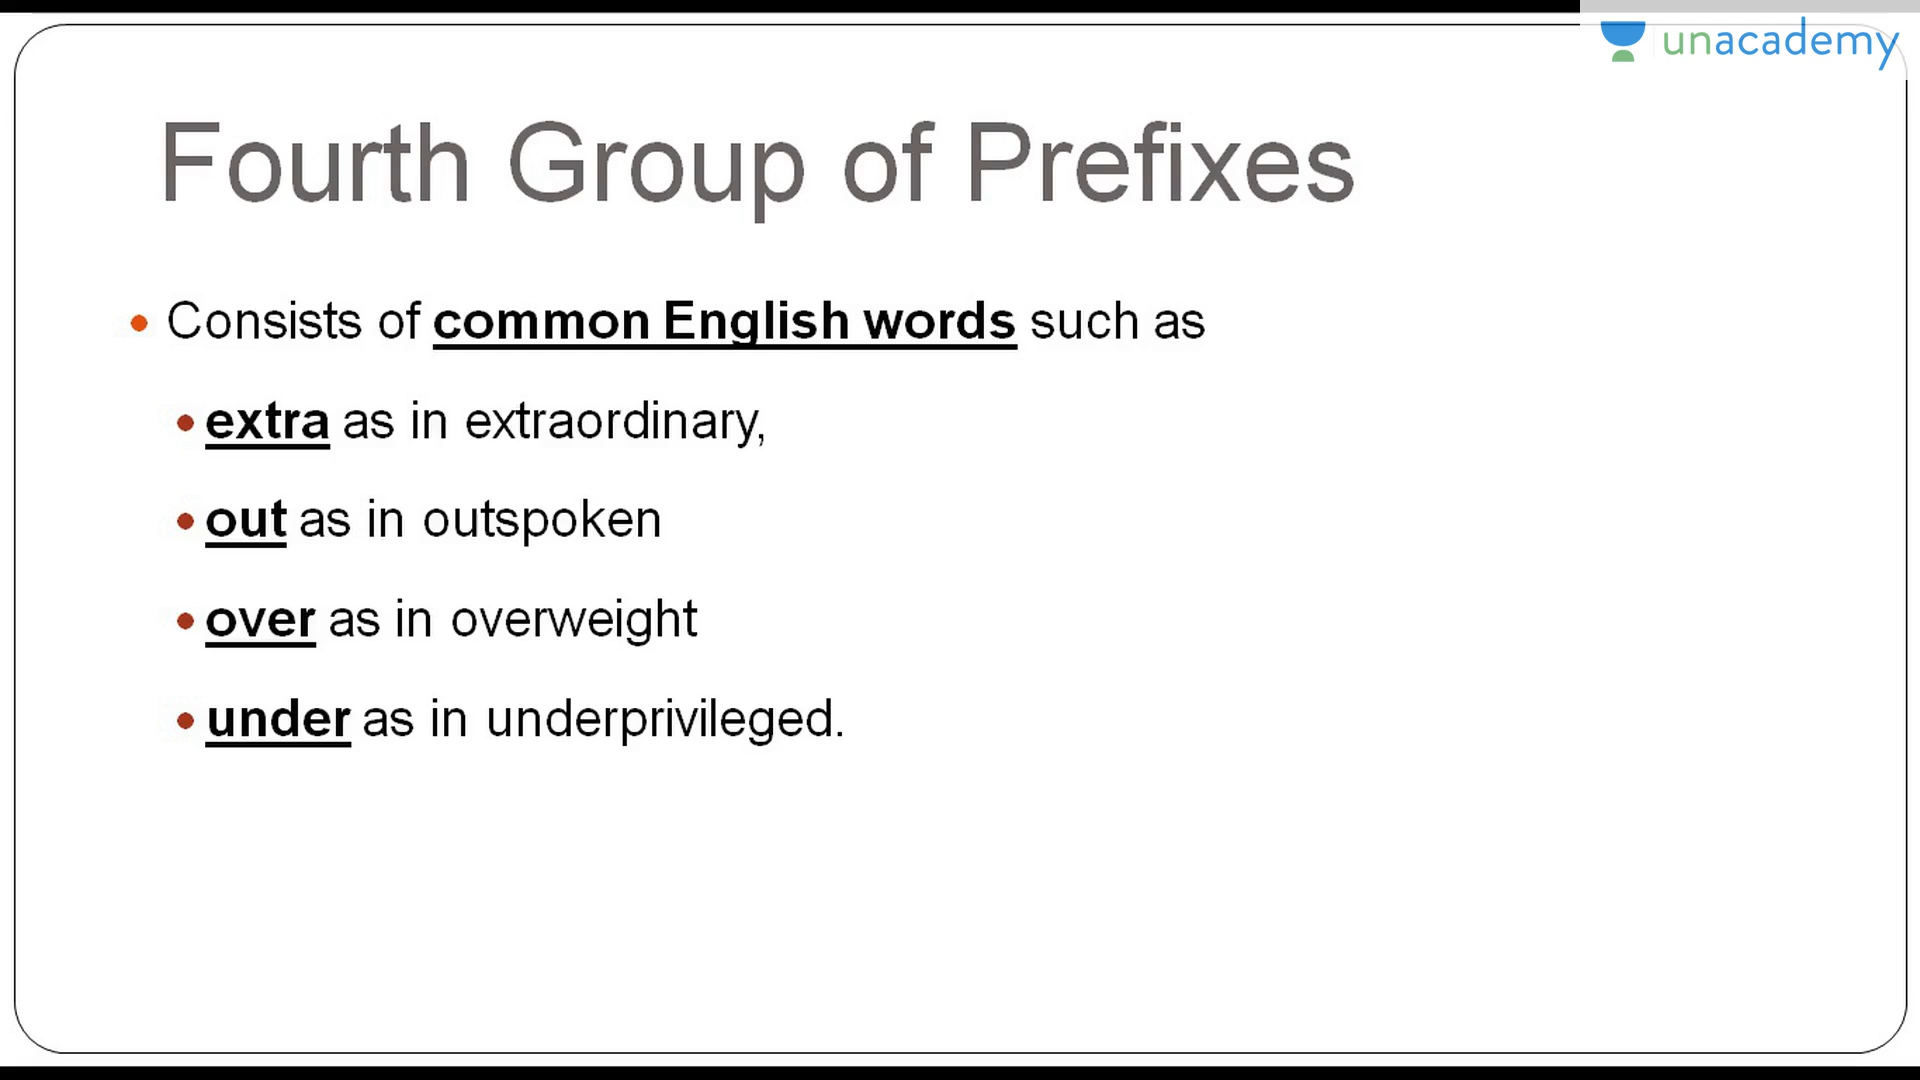 unacademy
Fourth Group of Prefixes
• Consists of common English words such as
• extra as in extraordinary,
• out as in outspoken
• over as in overweight
• under as in underprivileged.